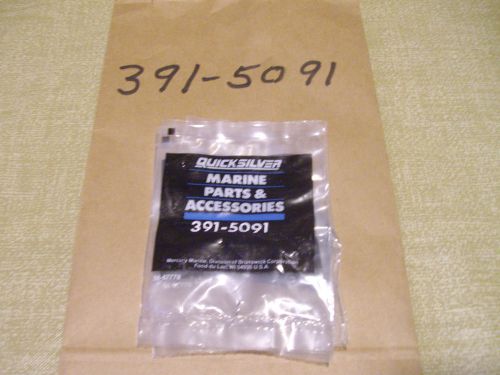 391-5091
QUICKSILVER
MARINE
PARTS &
ACCESSORIES
391-5091
Mercury Marine, Division of Brunswick Corporation
Fond du Lac, WI 54935 U.S.A.